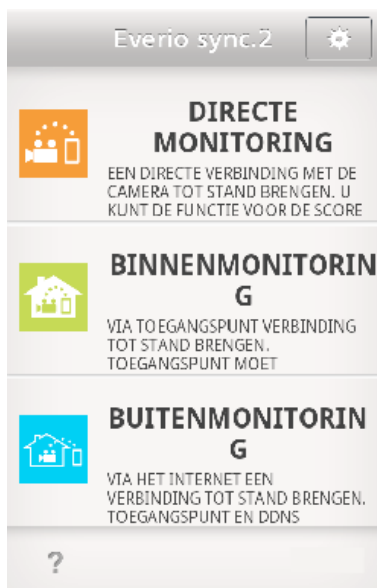 Everio sync.2
DIRECTE
MONITORING
EEN DIRECTE VERBINDING MET DE
CAMERA TOT STAND BRENGEN. U
KUNT DE FUNCTIE VOOR DE SCORE
BINNENMONITORIN
G
VIA TOEGANGSPUNT VERBINDING
TOT STAND BRENGEN.
TOEGANGSPUNT MOET
BUITENMONITORIN
G
VIA HET INTERNET EEN
VERBINDING TOT STAND BRENGEN.
TOEGANGSPUNT EN DDNS
?